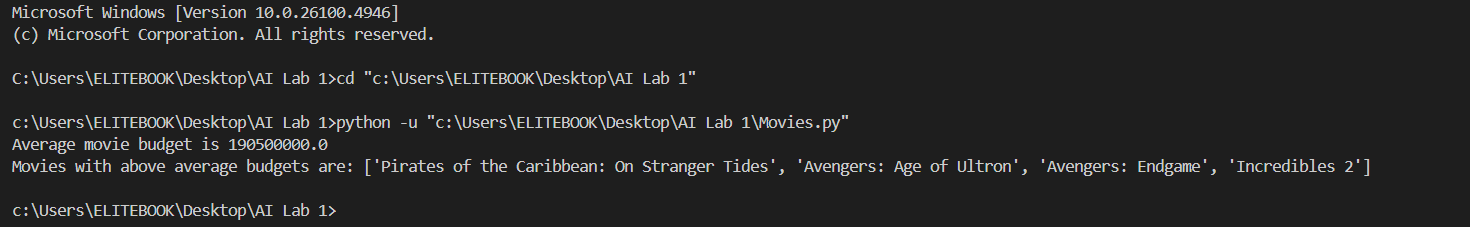 Microsoft Windows [Version 10.0.26100.4946]
(c) Microsoft Corporation. All rights reserved.
C:\Users\ELITEBOOK\Desktop\AI Lab 1>cd "c:\Users\ELITEBOOK\Desktop\AI Lab 1"
c:\Users\ELITEBOOK\Desktop\AI Lab 1>python -u "c:\Users\ELITEBOOK\Desktop\AI Lab 1\Movies.py"
Average movie budget is 190500000.0
Movies with above average budgets are: ['Pirates of the Caribbean: On Stranger Tides', 'Avengers: Age of Ultron', 'Avengers: Endgame', 'Incredibles 2']
c:\Users\ELITEBOOK\Desktop\AI Lab 1>